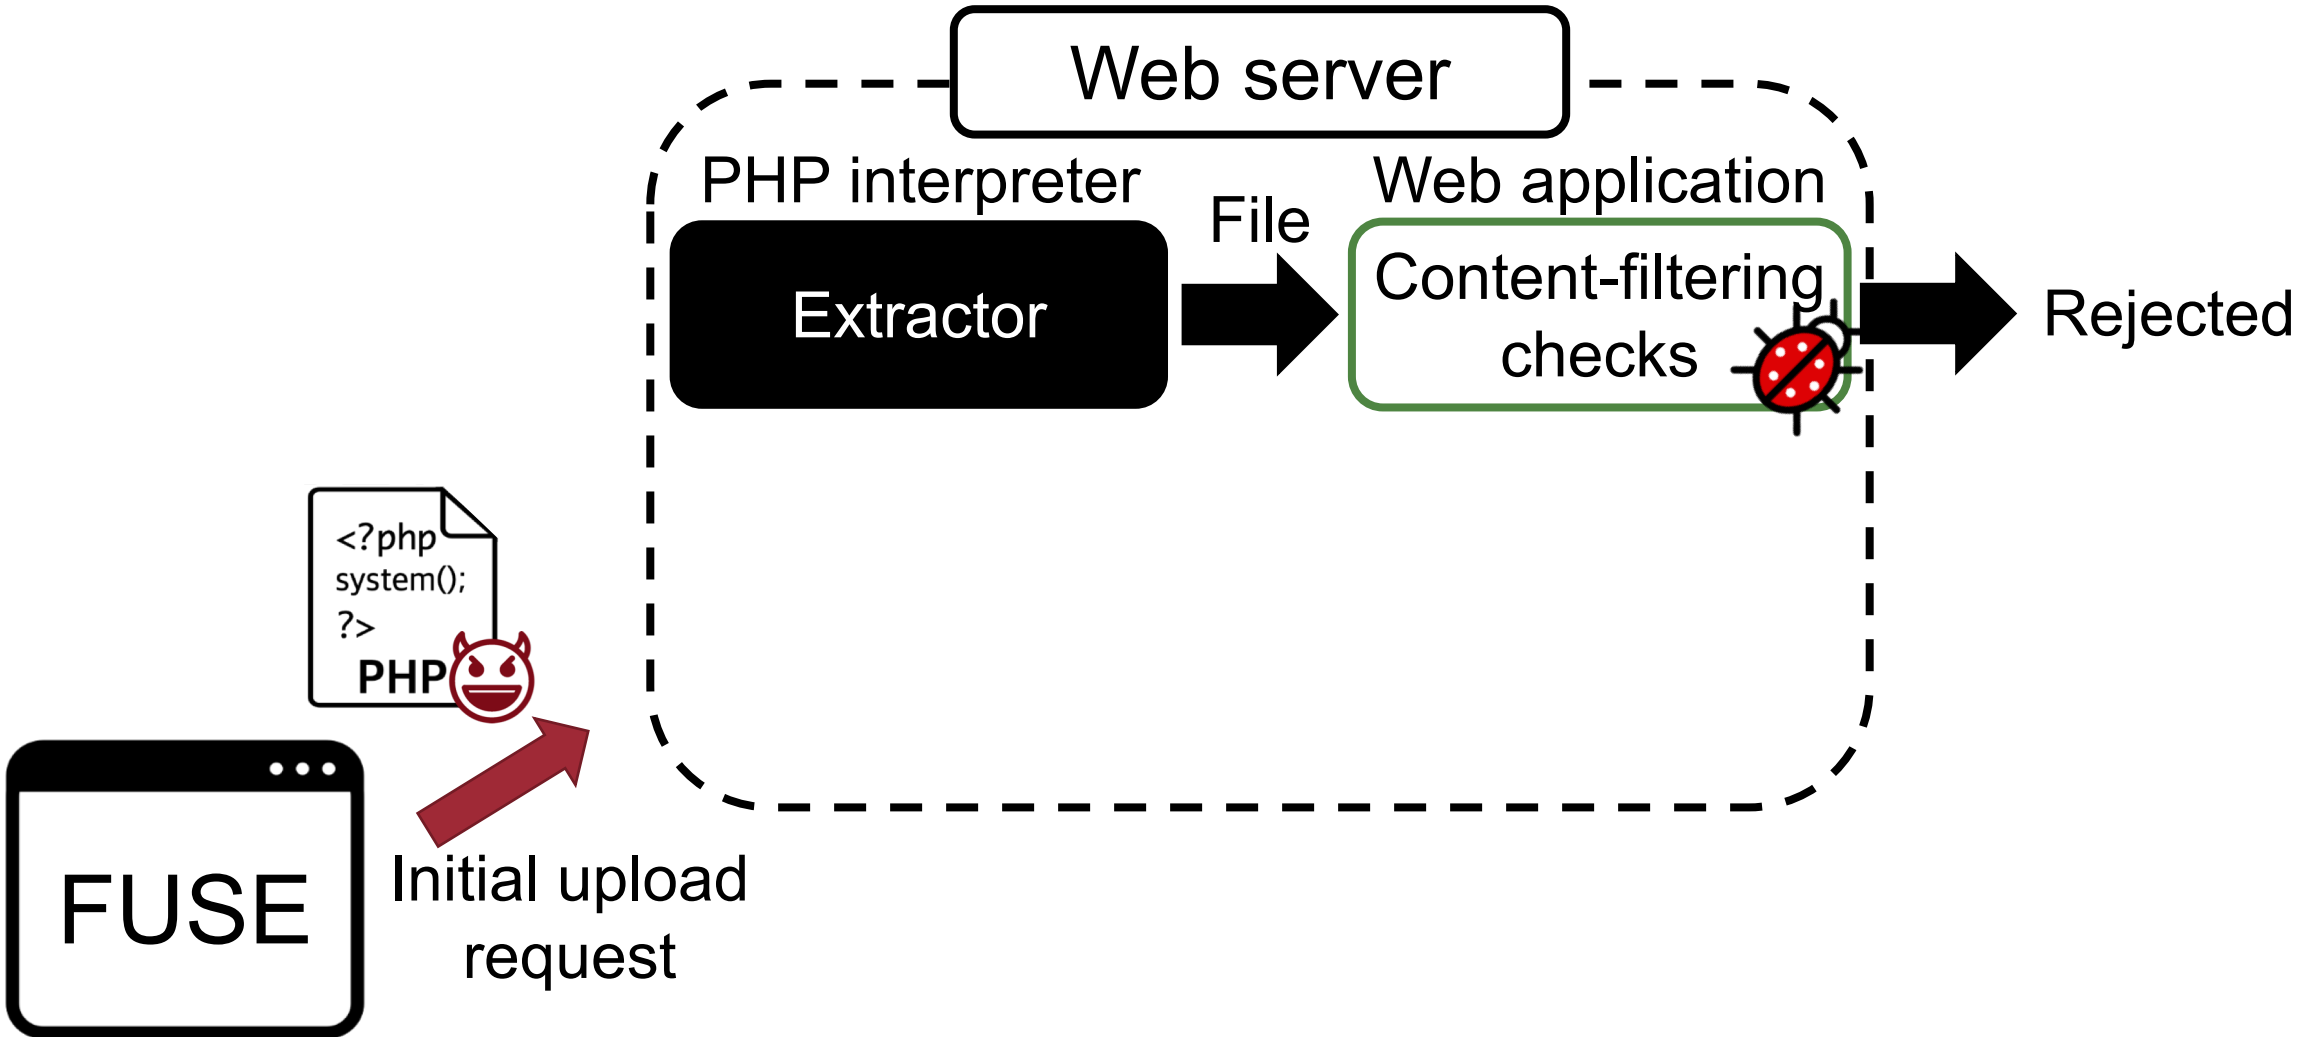 Web server
PHP interpreter
Web application
File
Extractor
Content-filtering
checks
Rejected
<?php
system();
?>
PHP
FUSE
Initial upload
request